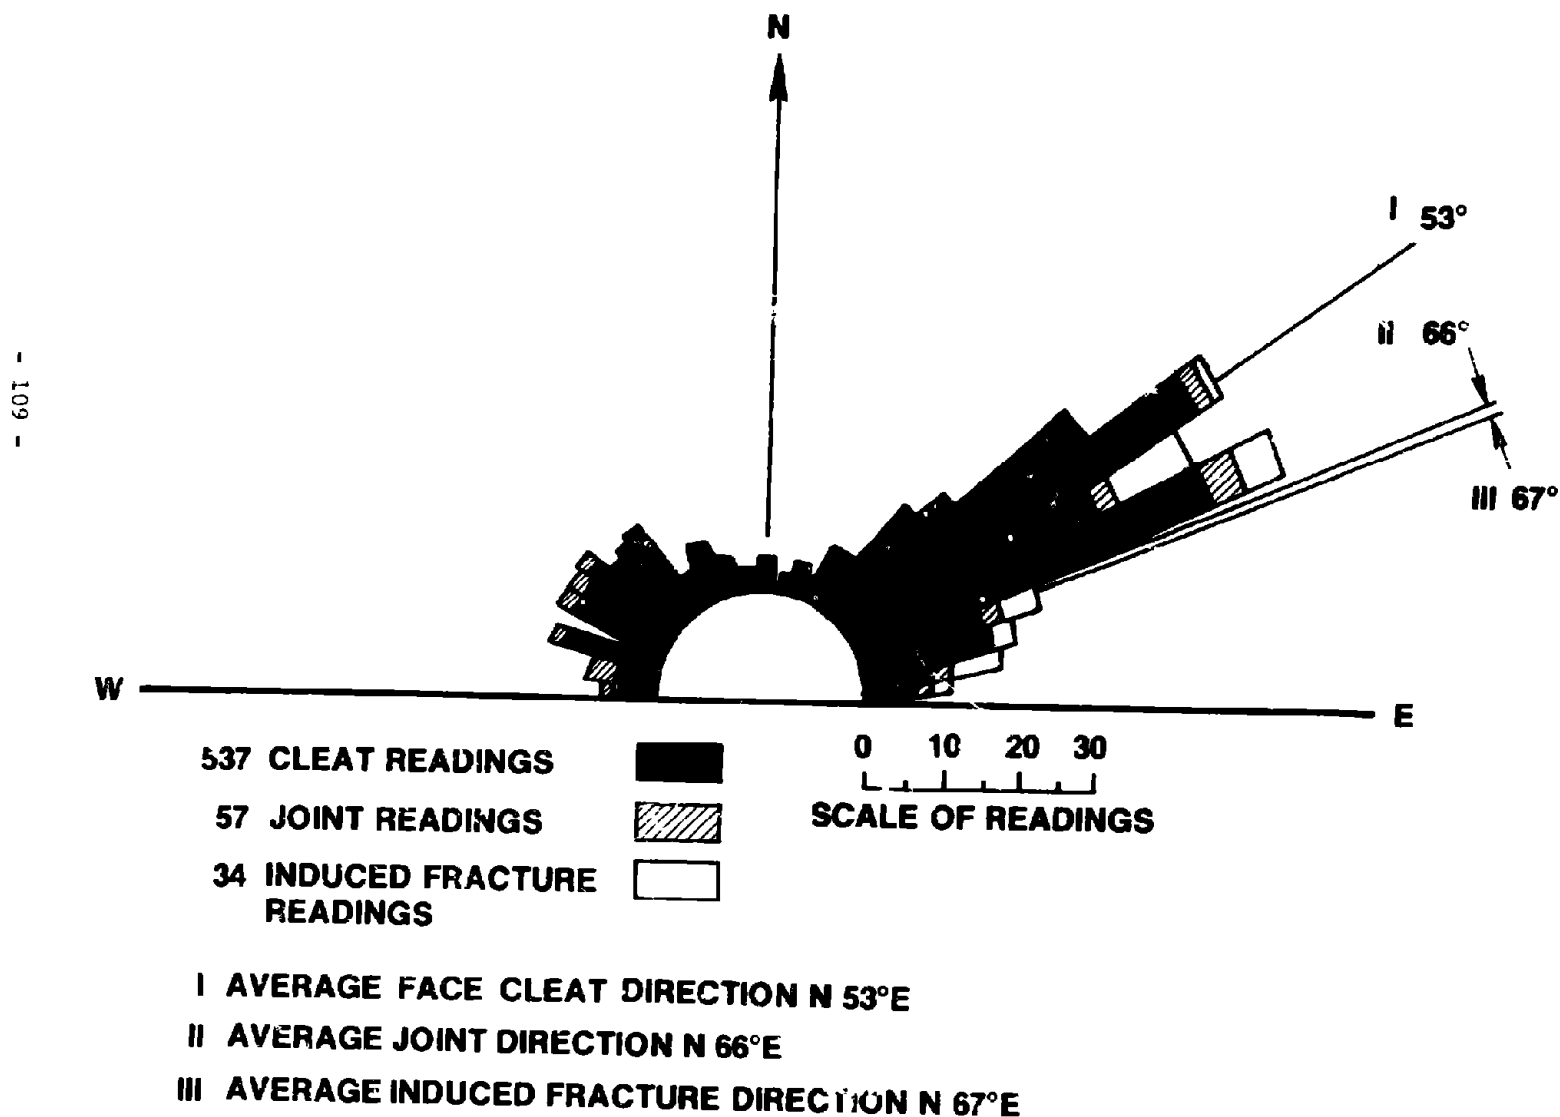 N
I 53°
II 66°
III 67°
- 109 -
W
E
537 CLEAT READINGS
57 JOINT READINGS
34 INDUCED FRACTURE
READINGS
0 10 20 30
SCALE OF READINGS
I AVERAGE FACE CLEAT DIRECTION N 53°E
II AVERAGE JOINT DIRECTION N 66°E
III AVERAGE INDUCED FRACTURE DIRECTION N 67°E